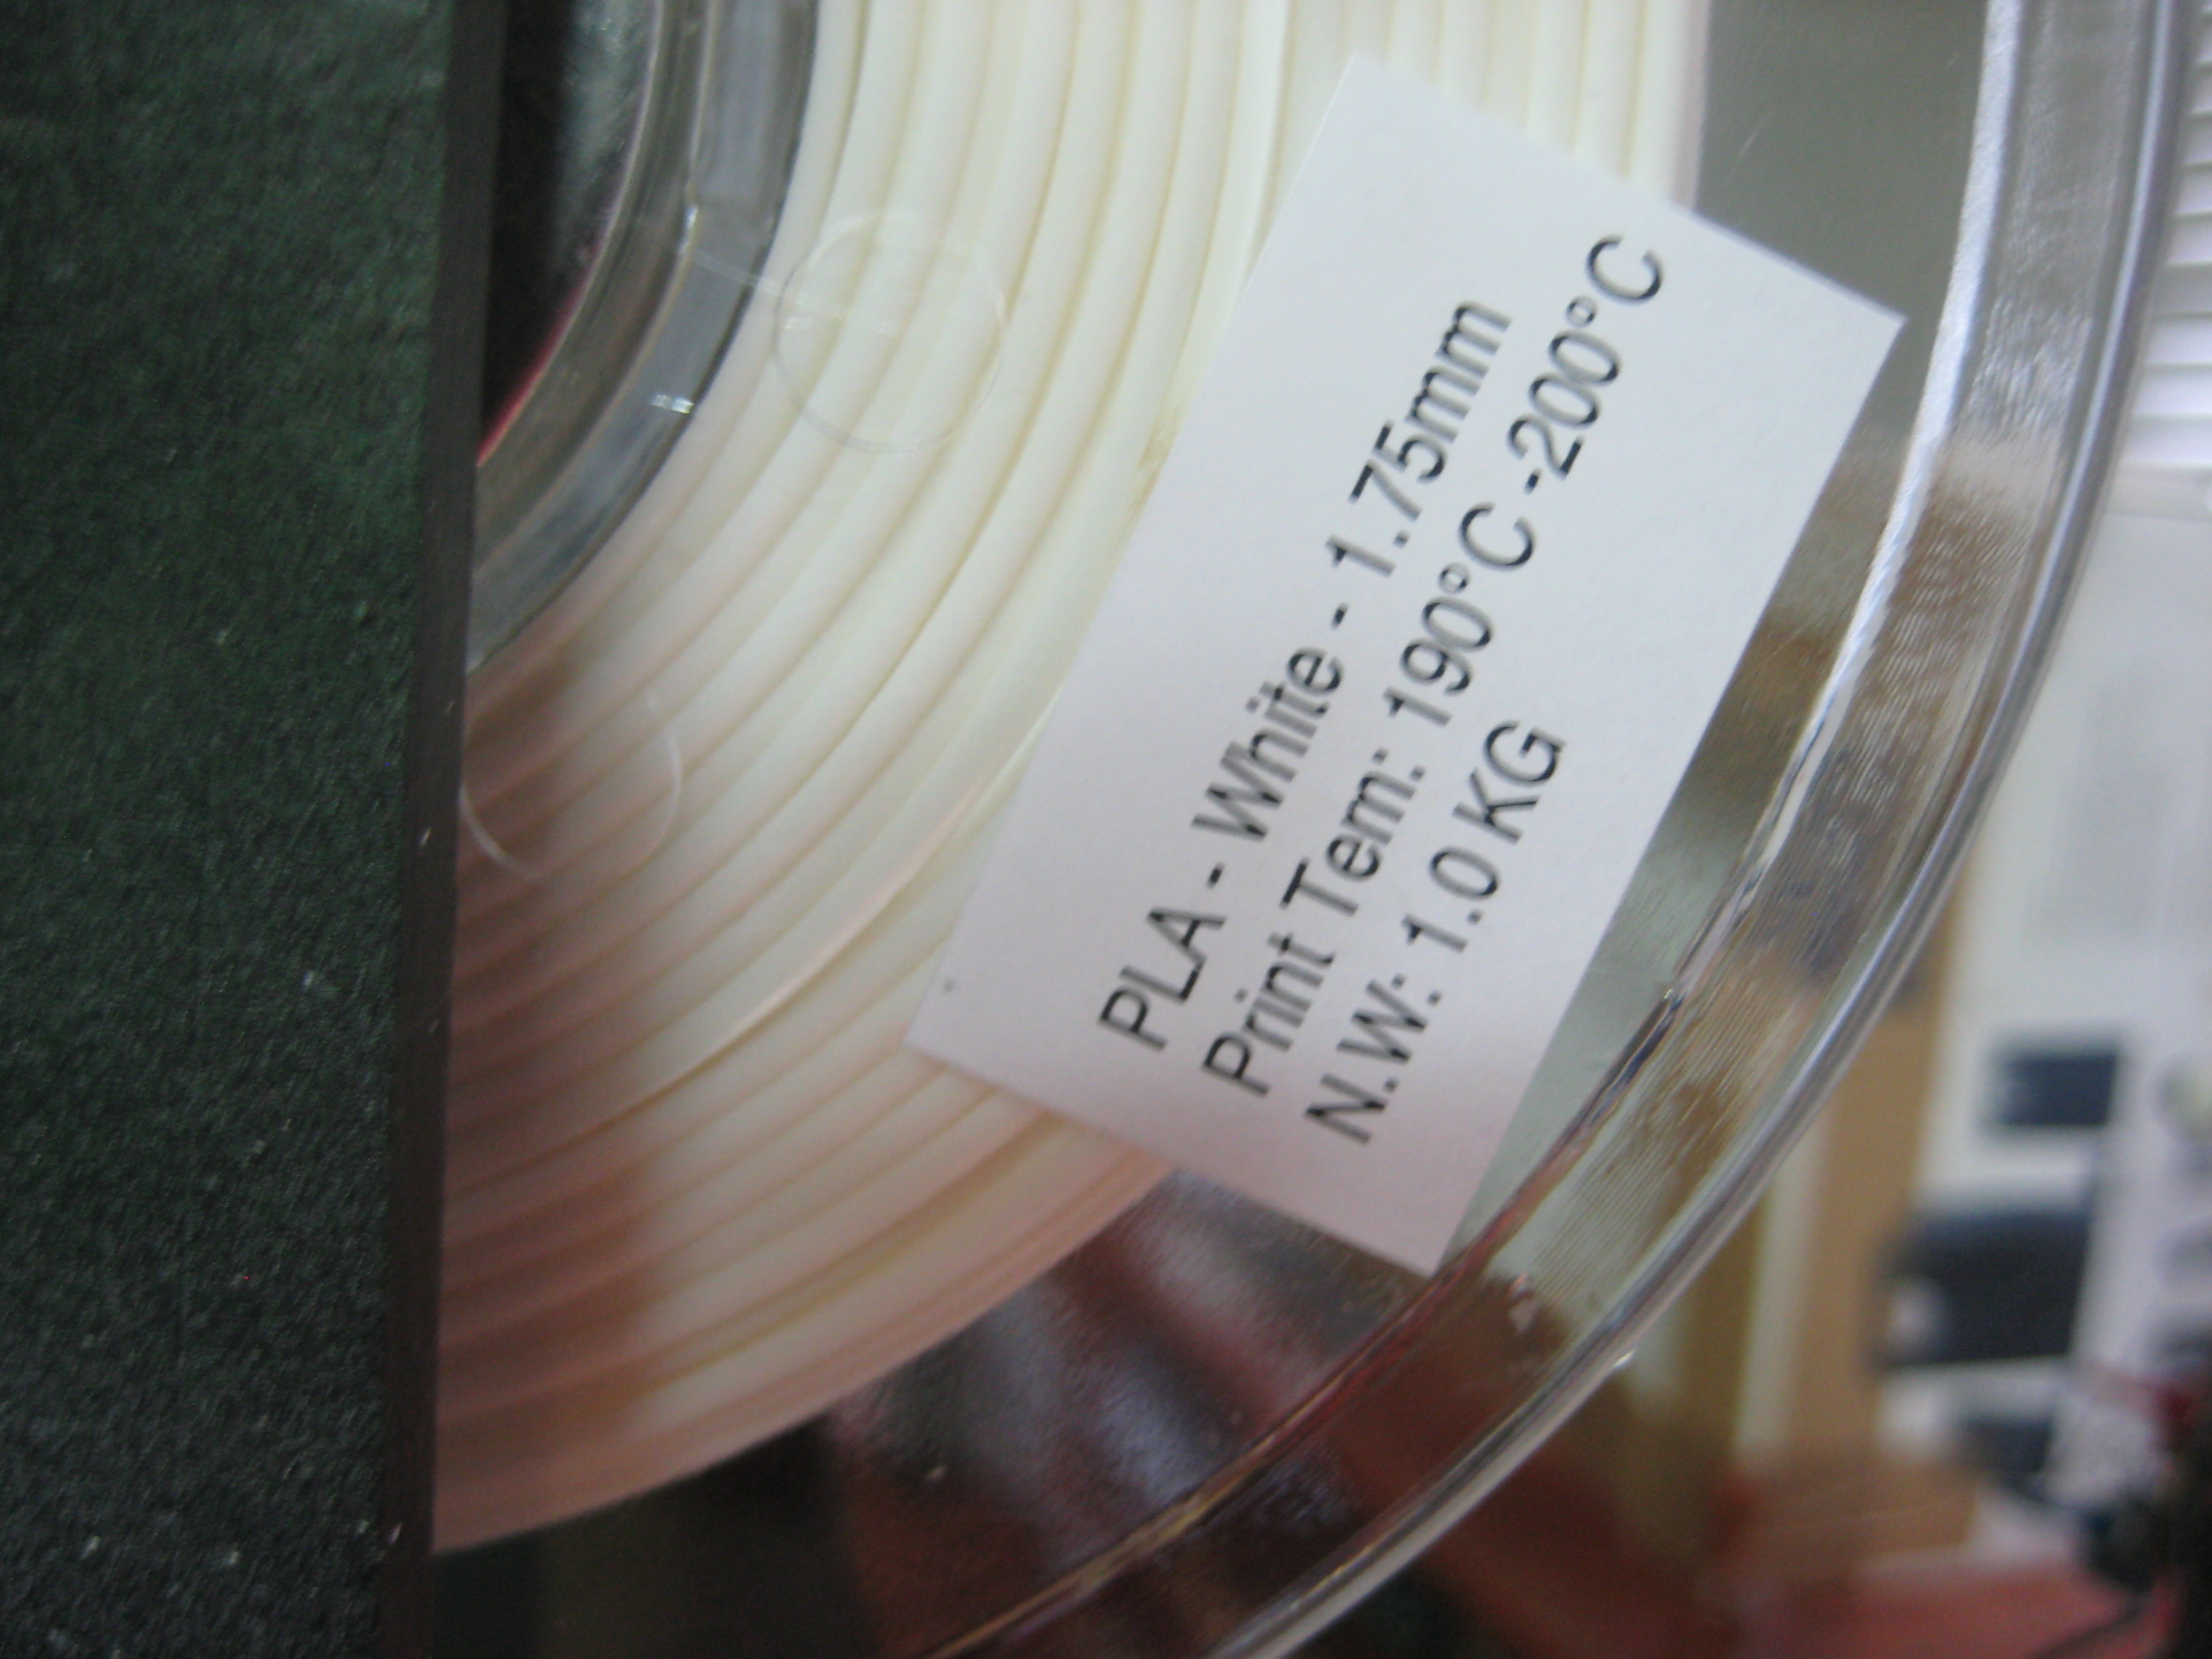 PLA - White - 1.75mm
Print Tem: 190°C -200°C
N.W: 1.0 KG